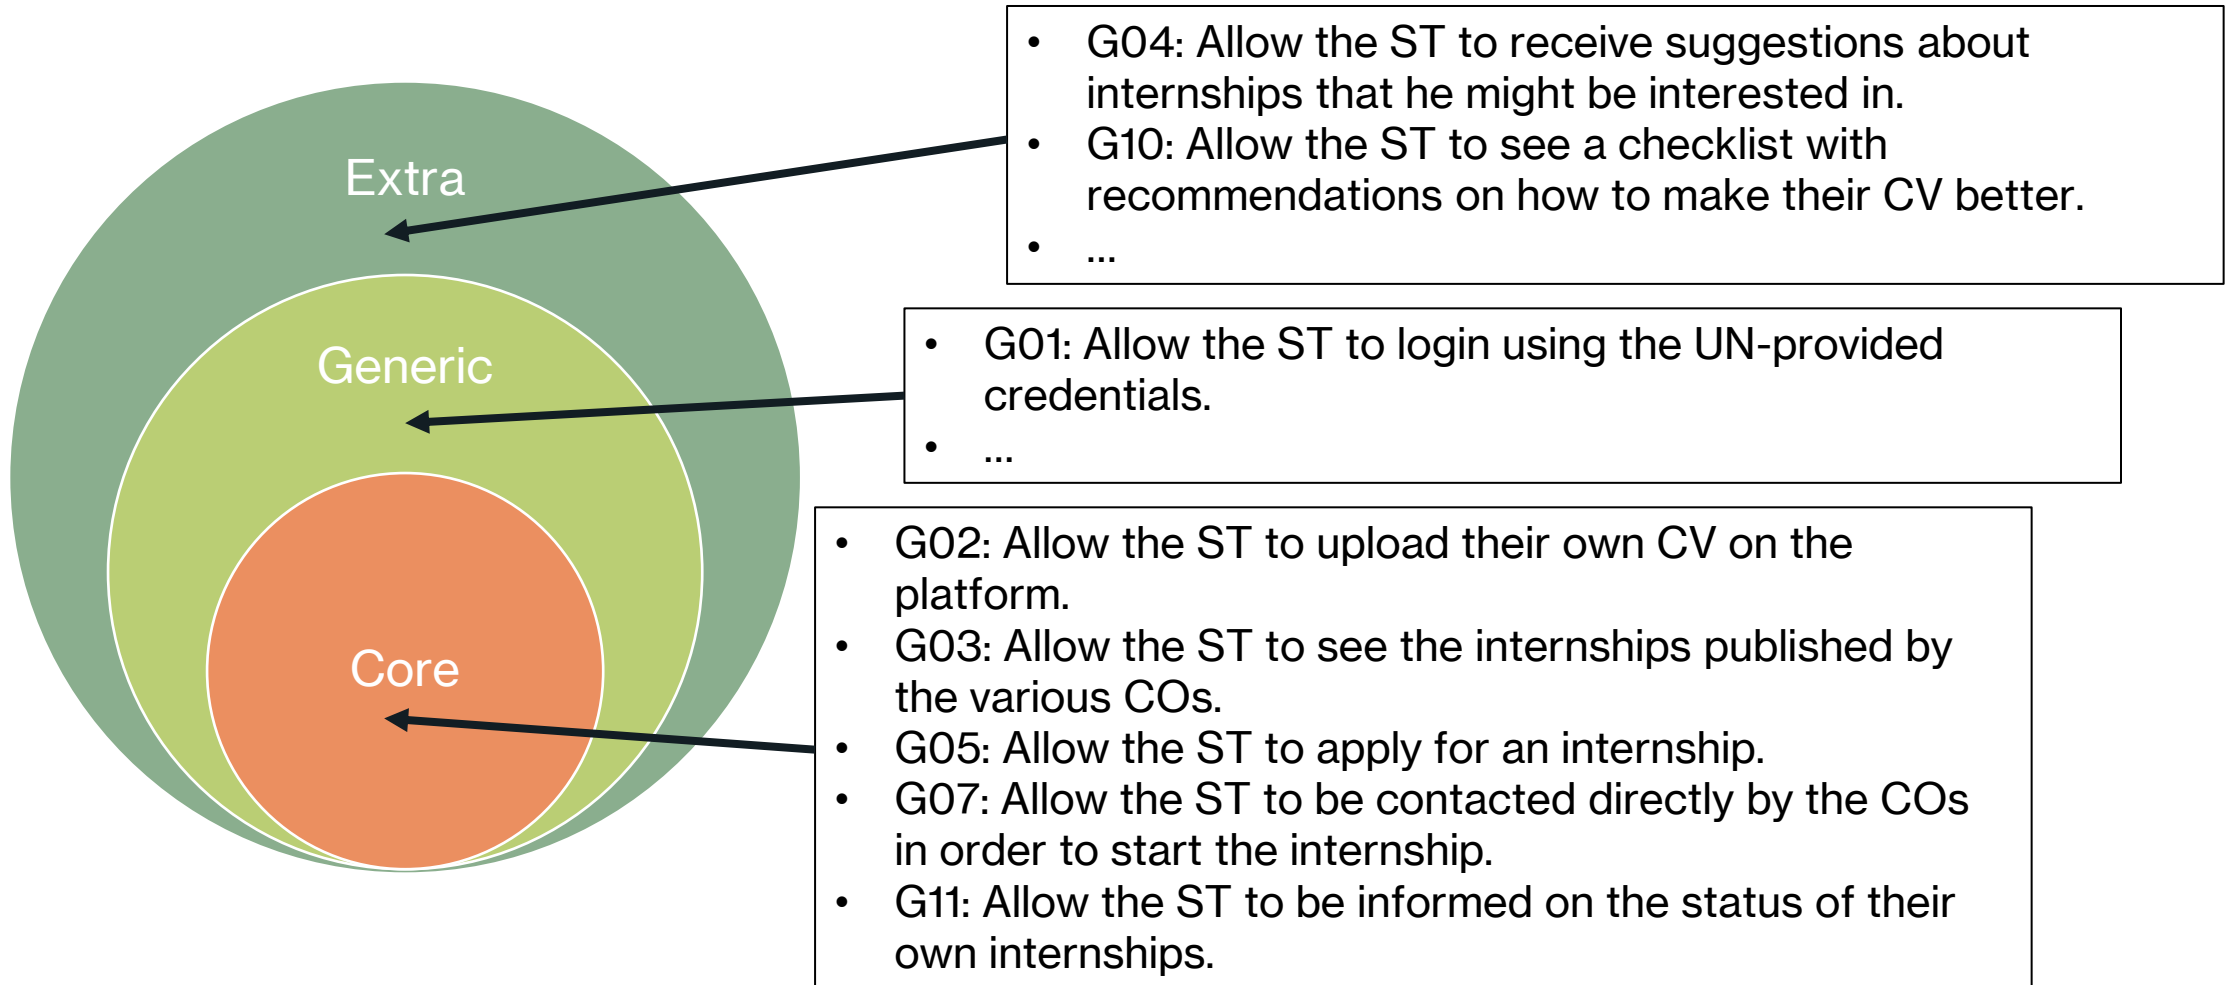 Extra
Generic
Core
• G04: Allow the ST to receive suggestions about
internships that he might be interested in.
• G10: Allow the ST to see a checklist with
recommendations on how to make their CV better.
• ...
• G01: Allow the ST to login using the UN-provided
credentials.
• ...
• G02: Allow the ST to upload their own CV on the
platform.
• G03: Allow the ST to see the internships published by
the various COs.
• G05: Allow the ST to apply for an internship.
• G07: Allow the ST to be contacted directly by the COs
in order to start the internship.
• G11: Allow the ST to be informed on the status of their
own internships.